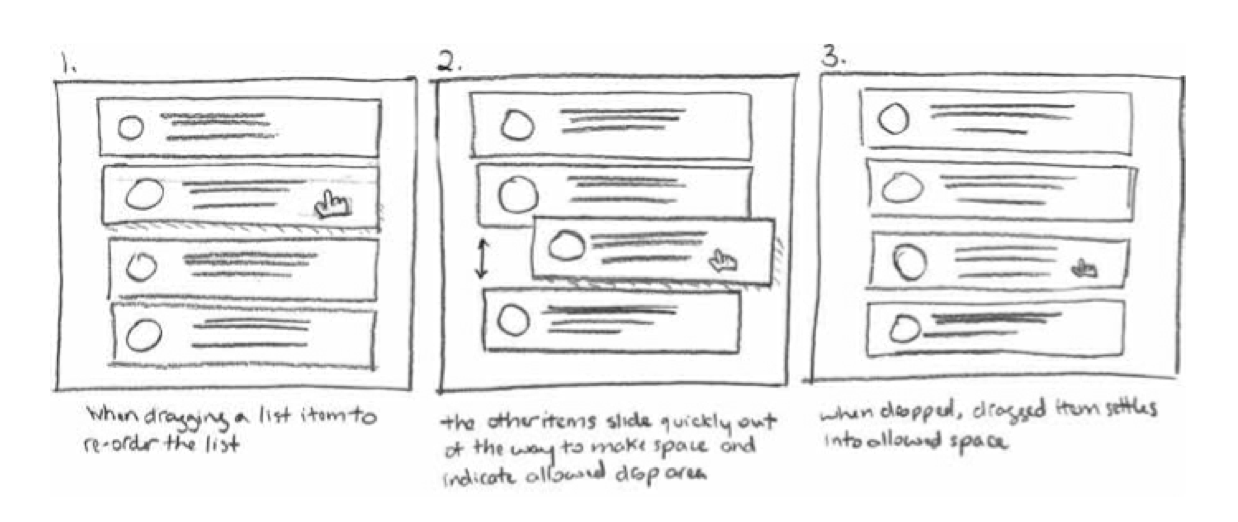 1.
when dragging a list item to
re-order the list
2.
the other items slide quickly out
of the way to make space and
indicate allowed drop area
3.
when dropped, dragged item settles
into allowed space